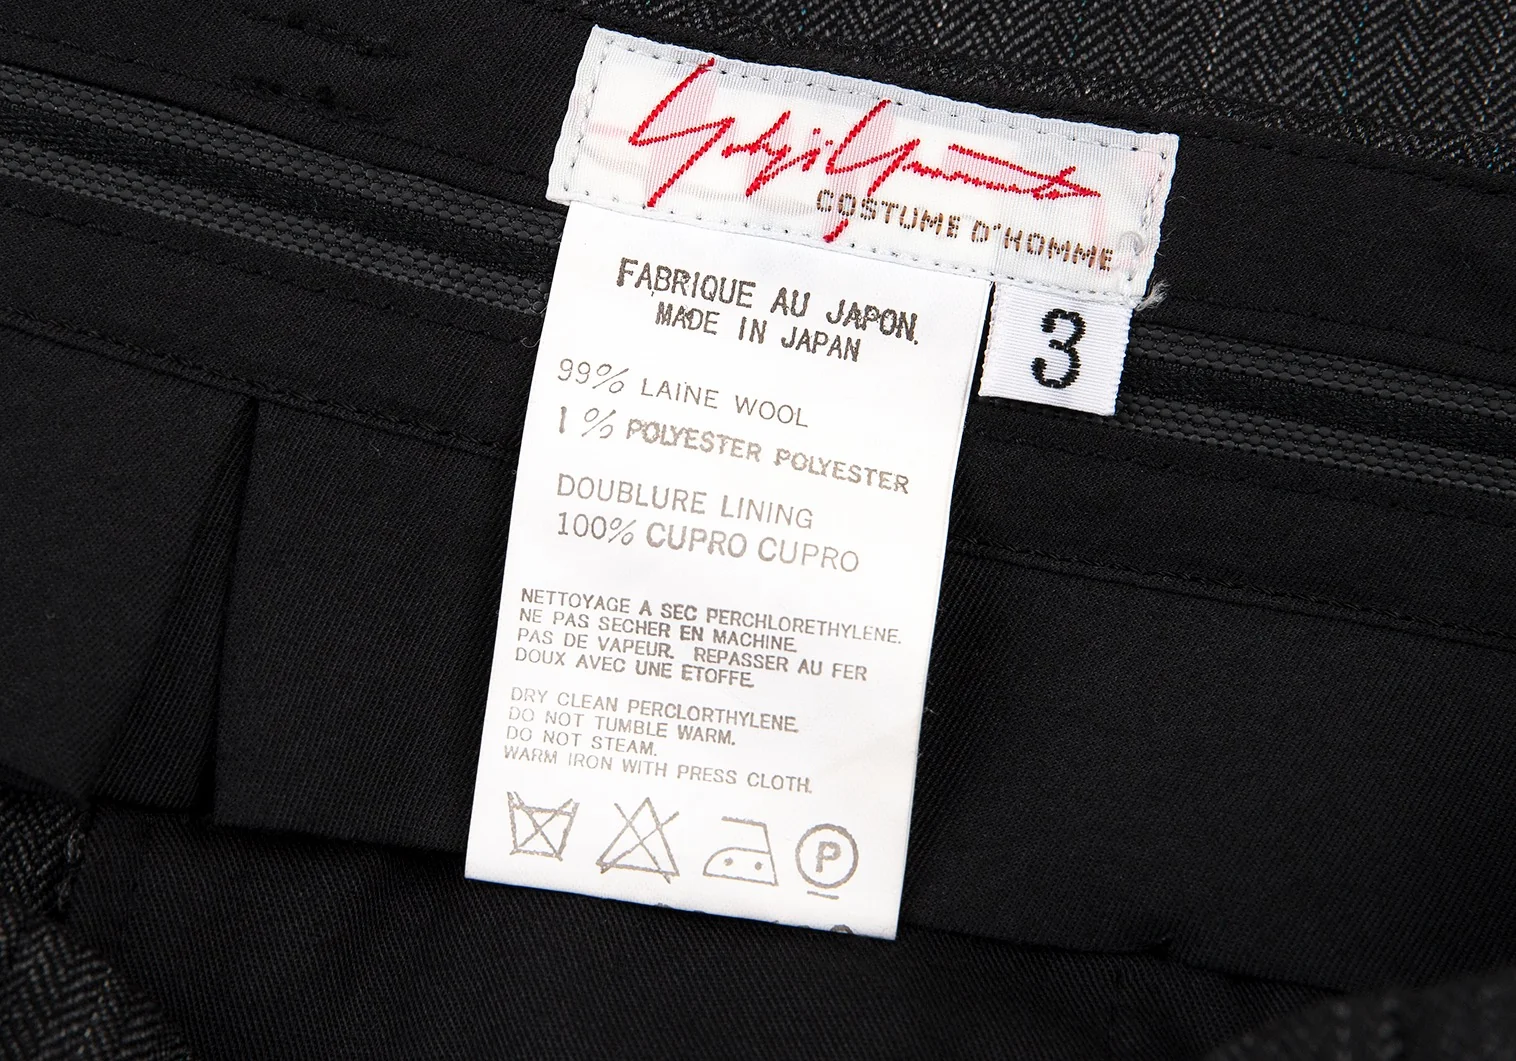 Yohji Yamamoto
COSTUME D'HOMME
3
FABRIQUE AU JAPON.
MADE IN JAPAN
99% LAINE WOOL
1% POLYESTER POLYESTER
DOUBLURE LINING
100% CUPRO CUPRO
NETTOYAGE A SEC PERCHLORETHYLENE.
NE PAS SECHER EN MACHINE.
PAS DE VAPEUR. REPASSER AU FER
DOUX AVEC UNE ETOFFE.
DRY CLEAN PERCLORTHYLENE.
DO NOT TUMBLE WARM.
DO NOT STEAM.
WARM IRON WITH PRESS CLOTH.
P